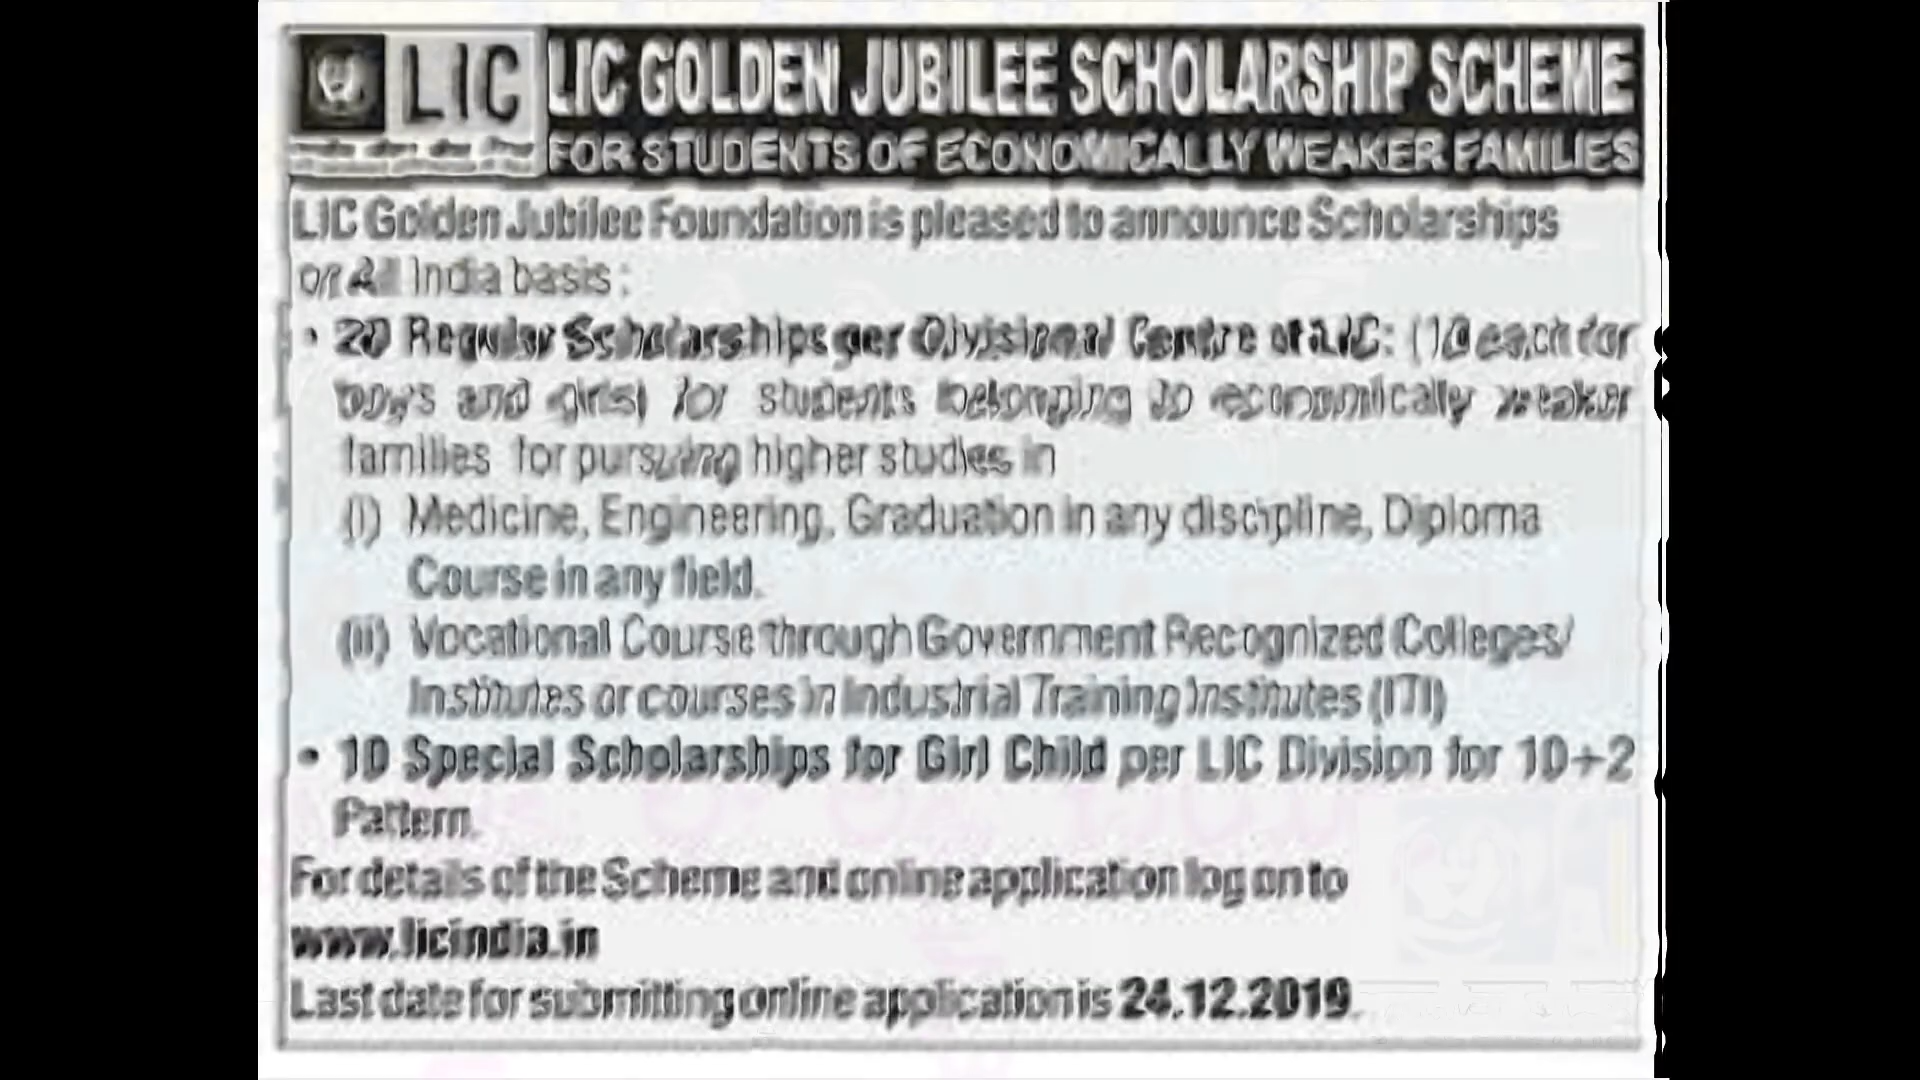 LIC
LIC GOLDEN JUBILEE SCHOLARSHIP SCHEME
FOR STUDENTS OF ECONOMICALLY WEAKER FAMILIES
LIC Golden Jubilee Foundation is pleased to announce Scholarships
on All India basis :
• 20 Regular Scholarships per Divisional Centre of LIC: (10 each for
boys and girls) for students belonging to economically weaker
families for pursuing higher studies in
(i) Medicine, Engineering, Graduation in any discipline, Diploma
Course in any field.
(ii) Vocational Course through Government Recognized Colleges/
Institutes or courses in Industrial Training Institutes (ITI)
• 10 Special Scholarships for Girl Child per LIC Division for 10+2
Pattern.
For details of the Scheme and online application log on to
www.licindia.in
Last date for submitting online application is 24.12.2019.